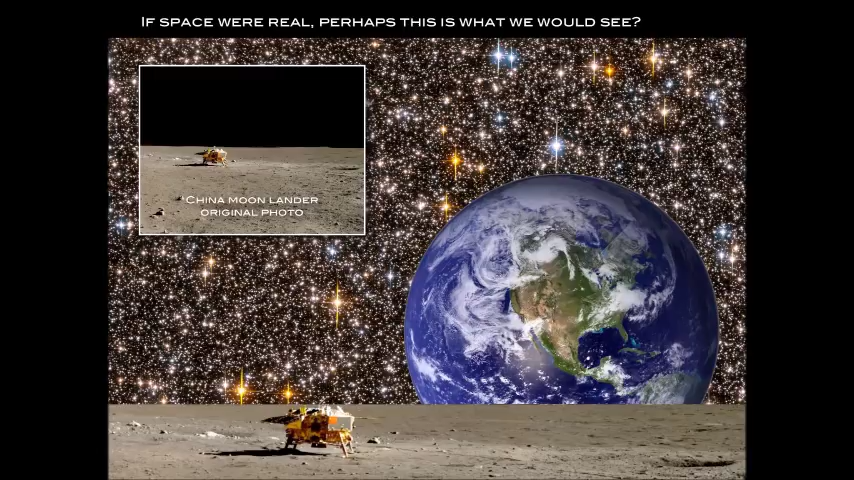 If space were real, perhaps this is what we would see?
*China moon lander
original photo